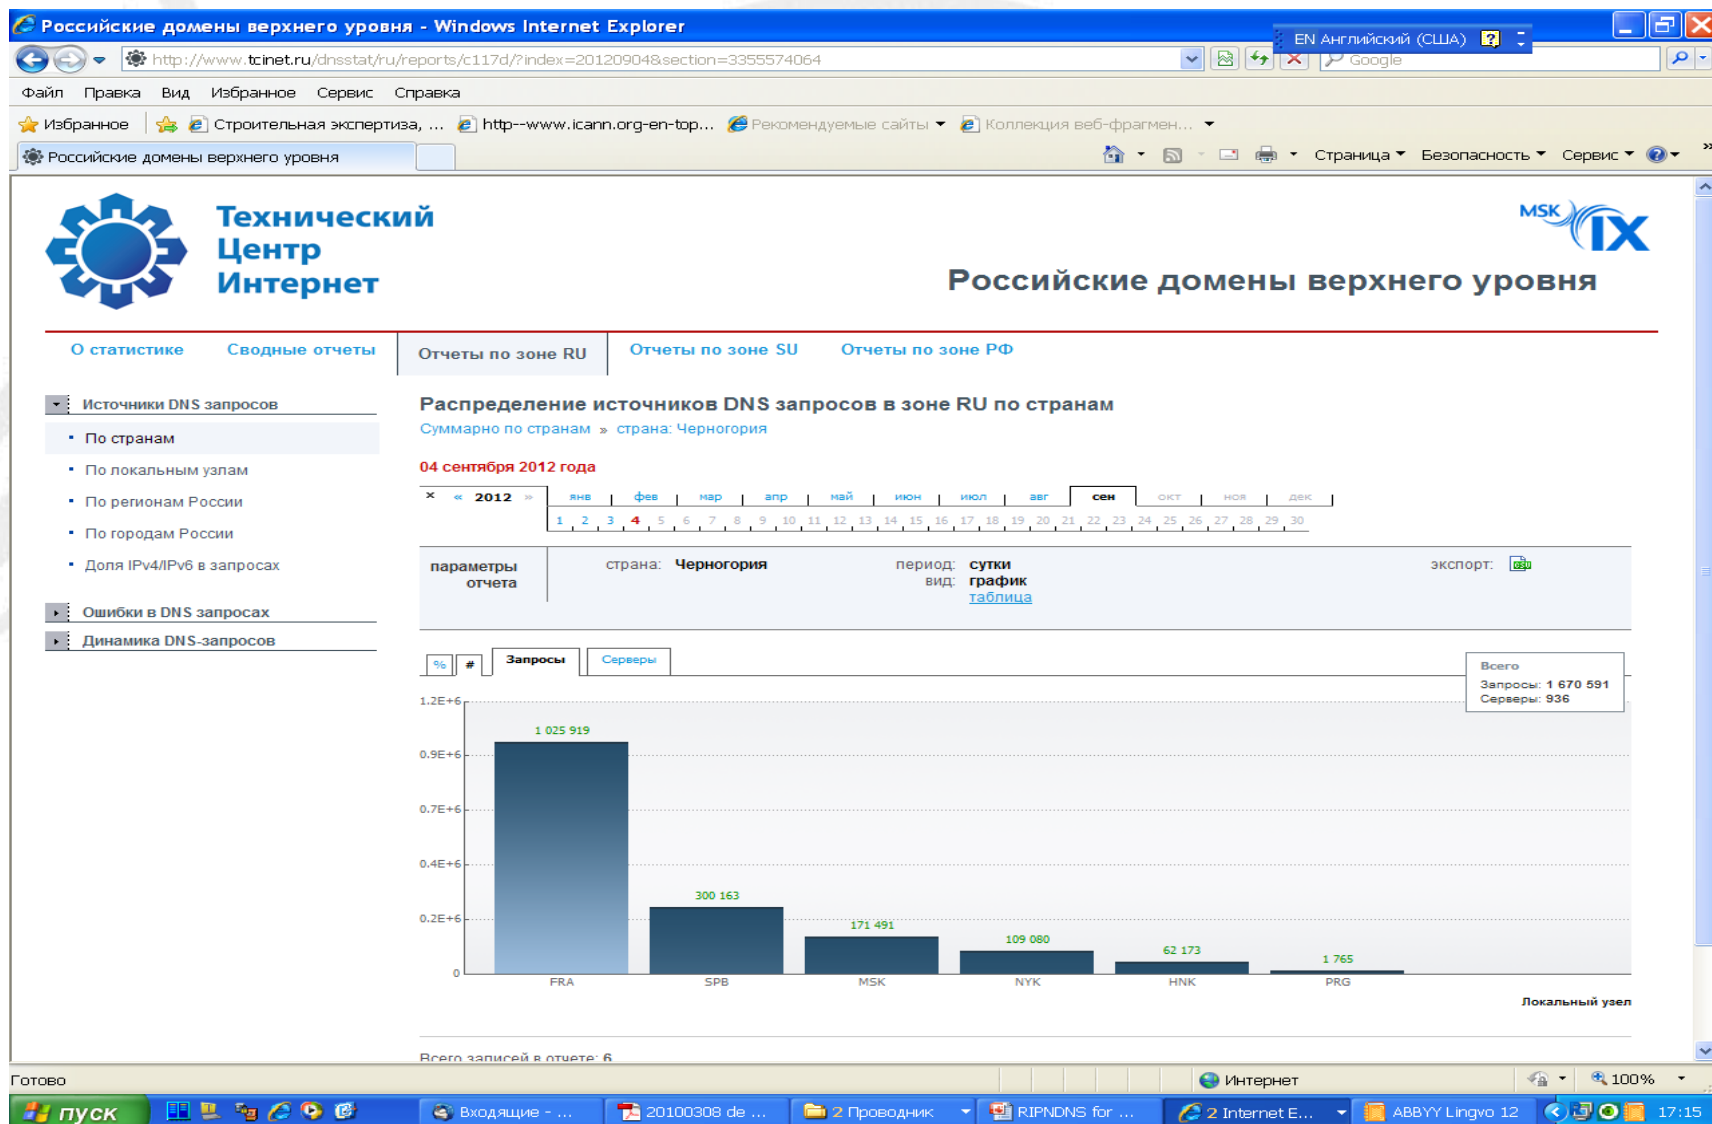 Российские домены верхнего уровня - Windows Internet Explorer
EN Английский (США)
http://www.tcinet.ru/dnsstat/ru/reports/c117d/?index=20120904&section=3355574064
Google
Файл Правка Вид Избранное Сервис Справка
Избранное Строительная экспертиза, ... http--www.icann.org-en-top... Рекомендуемые сайты Коллекция веб-фрагмен...
Российские домены верхнего уровня
Страница Безопасность Сервис
Технический
Центр
Интернет
MSK IX
Российские домены верхнего уровня
О статистике Сводные отчеты Отчеты по зоне RU Отчеты по зоне SU Отчеты по зоне РФ
Источники DNS запросов
По странам
По локальным узлам
По регионам России
По городам России
Доля IPv4/IPv6 в запросах
Ошибки в DNS запросах
Динамика DNS-запросов
Распределение источников DNS запросов в зоне RU по странам
Суммарно по странам » страна: Черногория
04 сентября 2012 года
× « 2012 » янв фев мар апр май июн июл авг сен окт ноя дек
1 2 3 4 5 6 7 8 9 10 11 12 13 14 15 16 17 18 19 20 21 22 23 24 25 26 27 28 29 30
параметры отчета
страна: Черногория
период: сутки
вид: график
таблица
экспорт: CSV
% # Запросы Серверы
Всего
Запросы: 1 670 591
Серверы: 936
1.2E+6
0.9E+6
0.7E+6
0.4E+6
0.2E+6
0
1 025 919
300 163
171 491
109 080
62 173
1 765
FRA SPB MSK NYK HNK PRG
Локальный узел
Всего записей в отчете: 6
Готово
Интернет
100%
пуск
Входящие - ... 20100308 de ... 2 Проводник RIPNDNS for ... 2 Internet E... ABBYY Lingvo 12 17:15